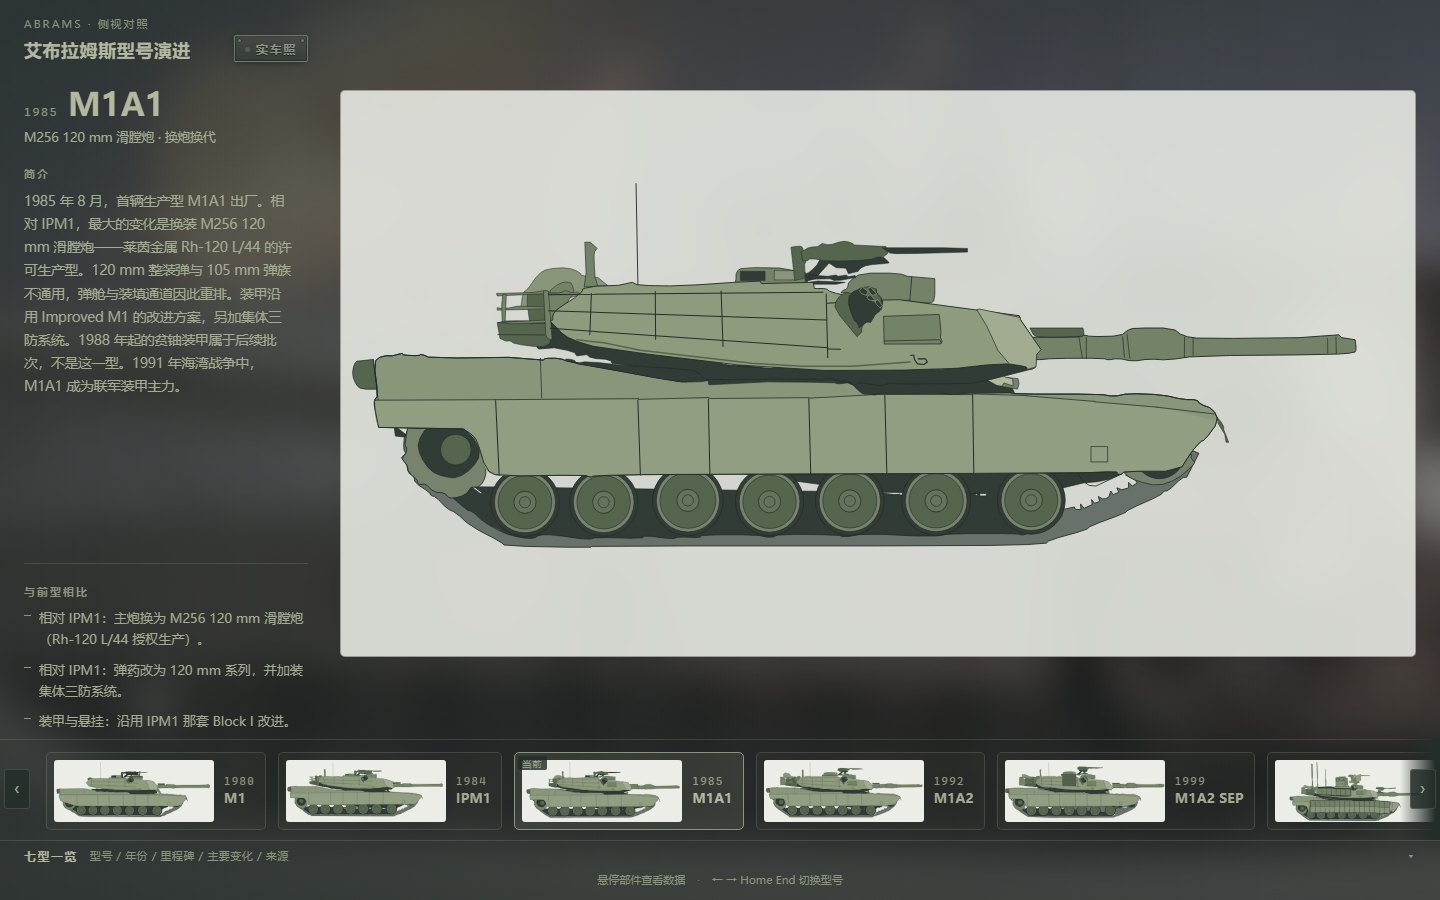 ABRAMS · 侧视对照
艾布拉姆斯型号演进
实车照
1985 M1A1
M256 120 mm 滑膛炮 · 换炮换代
简介
1985 年 8 月，首辆生产型 M1A1 出厂。相
对 IPM1，最大的变化是换装 M256 120
mm 滑膛炮——莱茵金属 Rh-120 L/44 的许
可生产型。120 mm 整装弹与 105 mm 弹族
不通用，弹舱与装填通道因此重排。装甲沿
用 Improved M1 的改进方案，另加集体三
防系统。1988 年起的贫铀装甲属于后续批
次，不是这一型。1991 年海湾战争中，
M1A1 成为联军装甲主力。
与前型相比
– 相对 IPM1：主炮换为 M256 120 mm 滑膛炮
（Rh-120 L/44 授权生产）。
– 相对 IPM1：弹药改为 120 mm 系列，并加装
集体三防系统。
– 装甲与悬挂：沿用 IPM1 那套 Block I 改进。
‹
1980
M1
1984
IPM1
当前
1985
M1A1
1992
M1A2
1999
M1A2 SEP
›
七型一览 型号 / 年份 / 里程碑 / 主要变化 / 来源
悬停部件查看数据 · ←→ Home End 切换型号